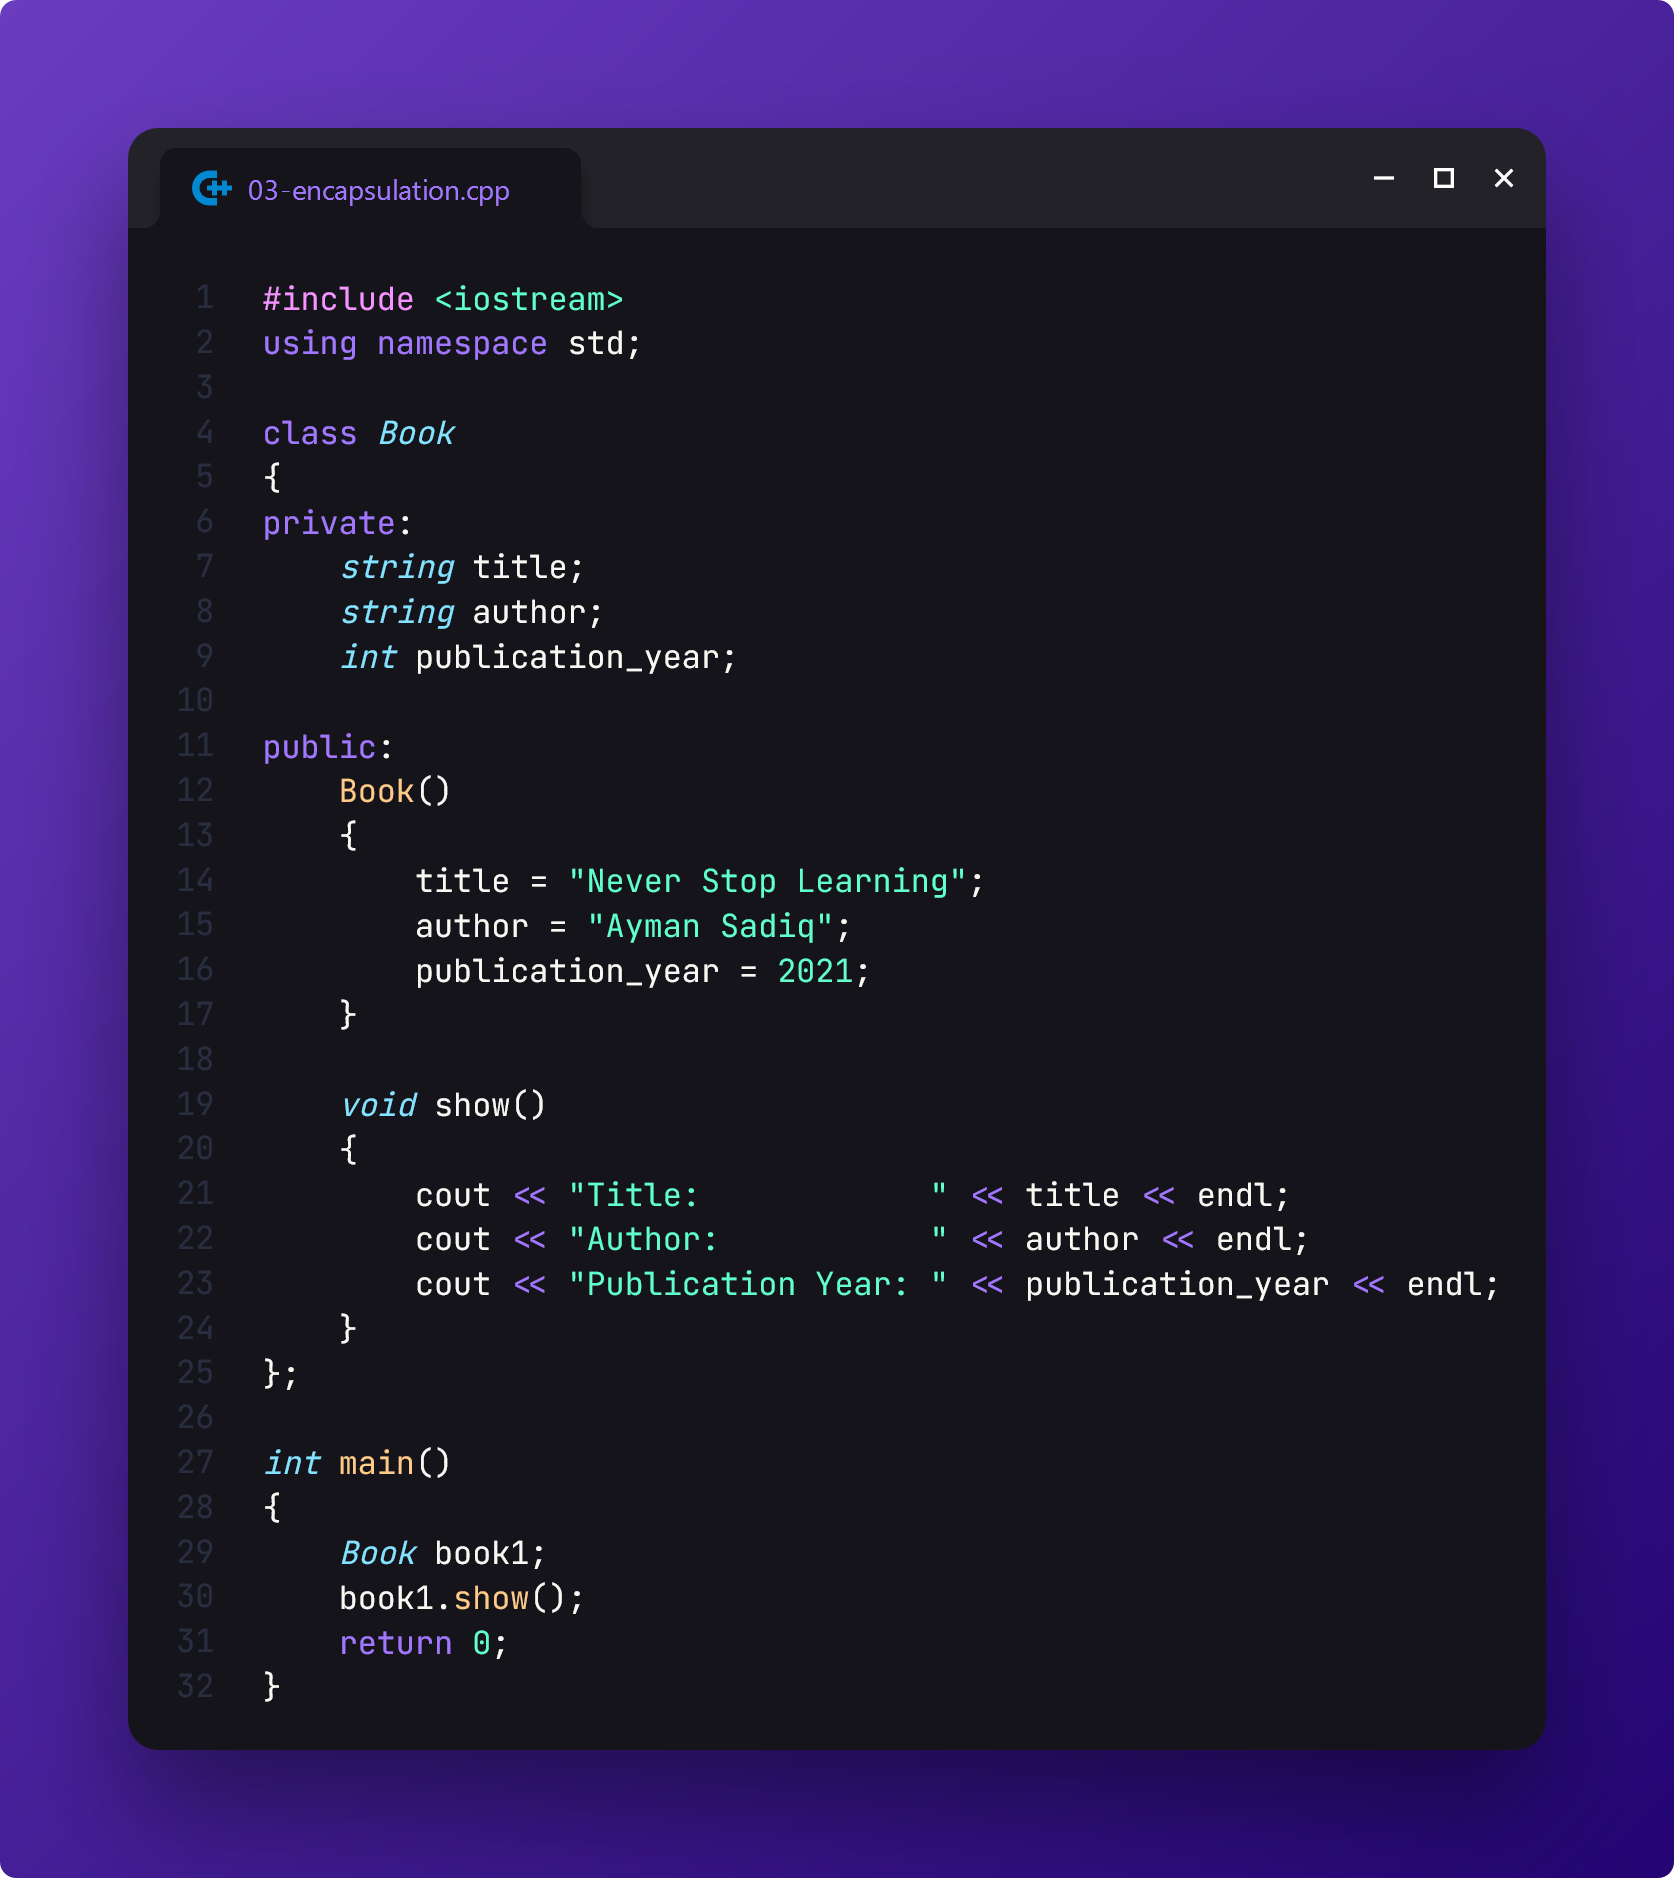 03-encapsulation.cpp
1 #include <iostream>
2 using namespace std;
3
4 class Book
5 {
6 private:
7     string title;
8     string author;
9     int publication_year;
10
11 public:
12     Book()
13     {
14         title = "Never Stop Learning";
15         author = "Ayman Sadiq";
16         publication_year = 2021;
17     }
18
19     void show()
20     {
21         cout << "Title:            " << title << endl;
22         cout << "Author:           " << author << endl;
23         cout << "Publication Year: " << publication_year << endl;
24     }
25 };
26
27 int main()
28 {
29     Book book1;
30     book1.show();
31     return 0;
32 }